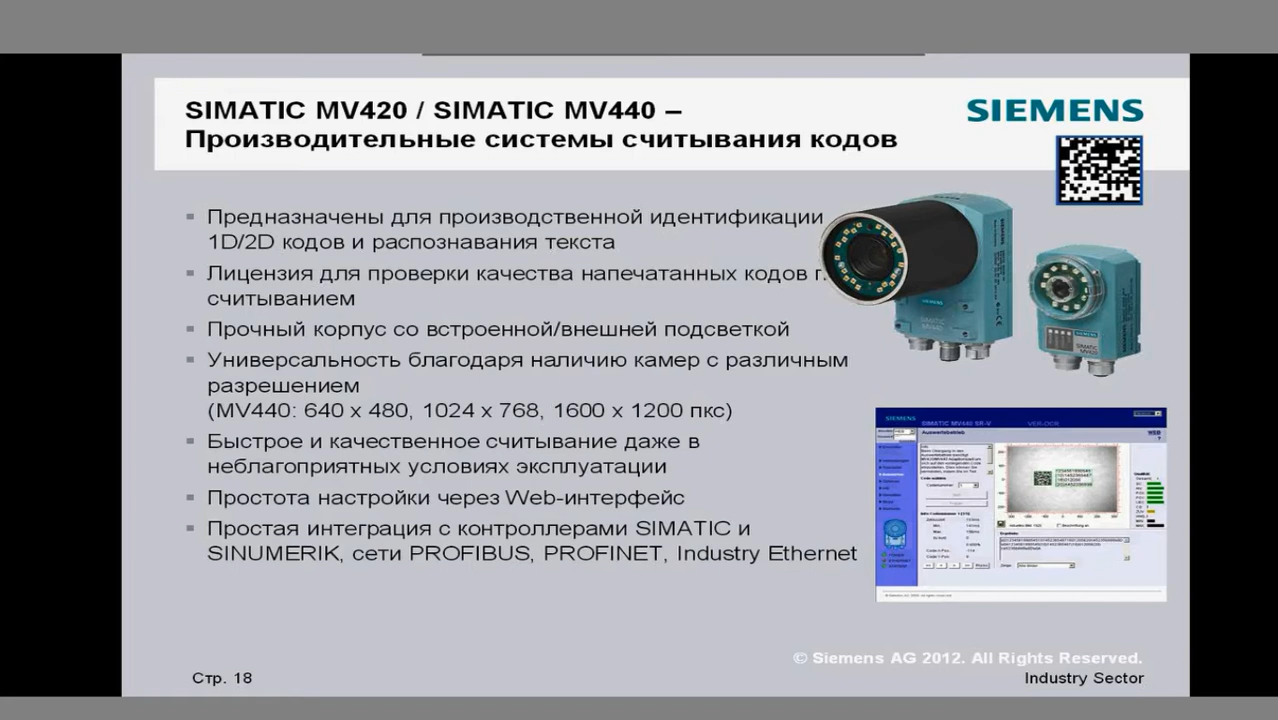 SIMATIC MV420 / SIMATIC MV440 –
Производительные системы считывания кодов
SIEMENS
Предназначены для производственной идентификации
1D/2D кодов и распознавания текста
Лицензия для проверки качества напечатанных кодов
считыванием
Прочный корпус со встроенной/внешней подсветкой
Универсальность благодаря наличию камер с различным
разрешением
(MV440: 640 x 480, 1024 x 768, 1600 x 1200 пкс)
Быстрое и качественное считывание даже в
неблагоприятных условиях эксплуатации
Простота настройки через Web-интерфейс
Простая интеграция с контроллерами SIMATIC и
SINUMERIK, сети PROFIBUS, PROFINET, Industry Ethernet
SIEMENS
SIMATIC MV440 SR-V
VER-OCR
Auswertebetrieb
© Siemens AG 2012. All Rights Reserved.
Стр. 18
Industry Sector